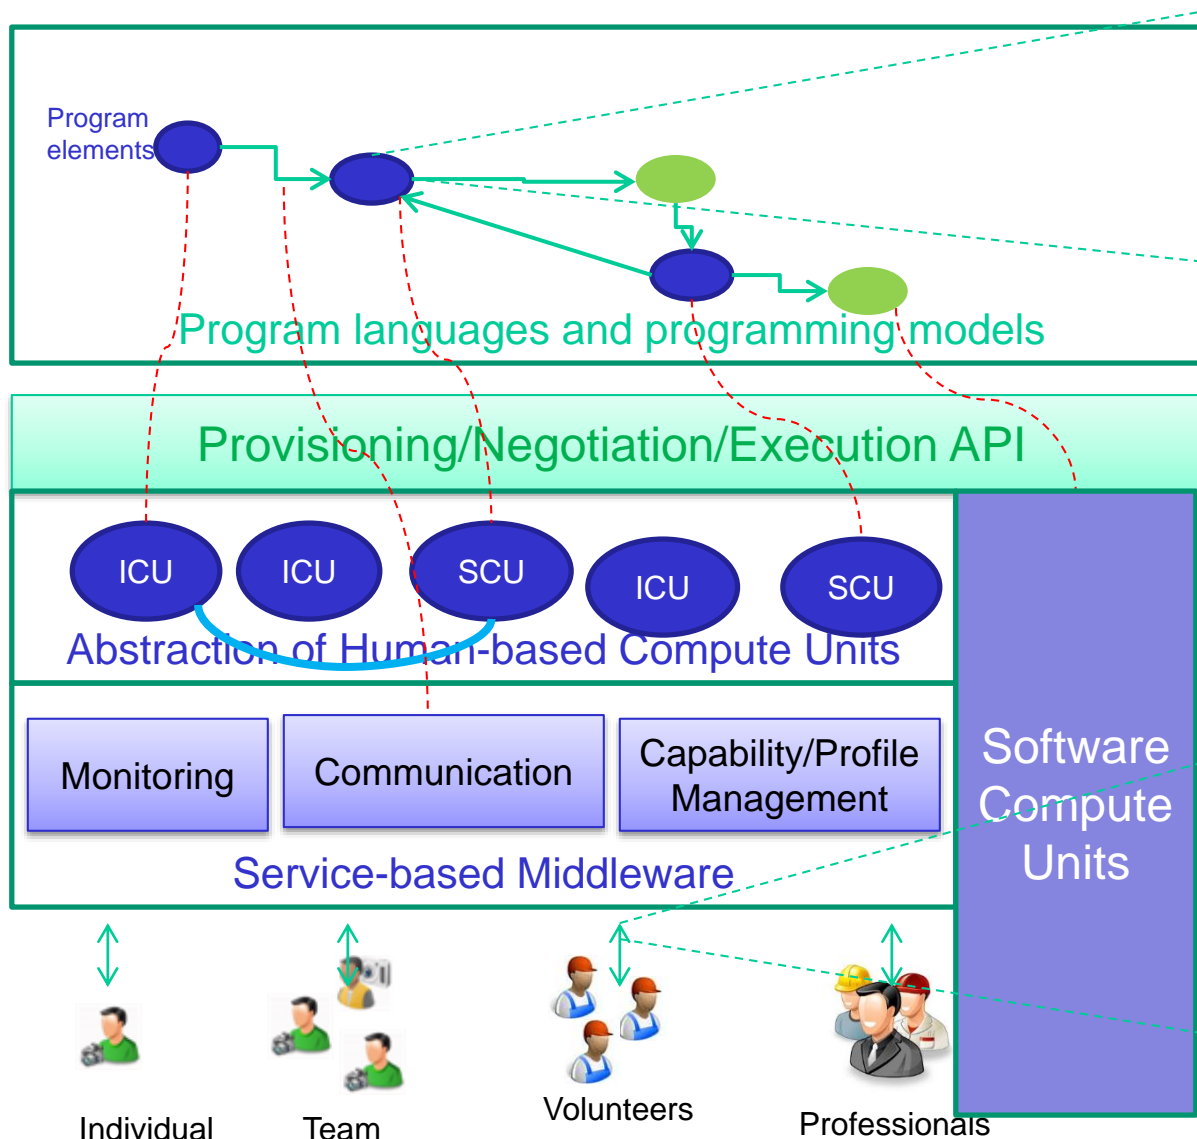 Program
elements
Program languages and programming models
Provisioning/Negotiation/Execution API
ICU
ICU
SCU
ICU
SCU
Abstraction of Human-based Compute Units
Monitoring
Communication
Capability/Profile
Management
Service-based Middleware
Software
Compute
Units
Individual
Team
Volunteers
Professionals